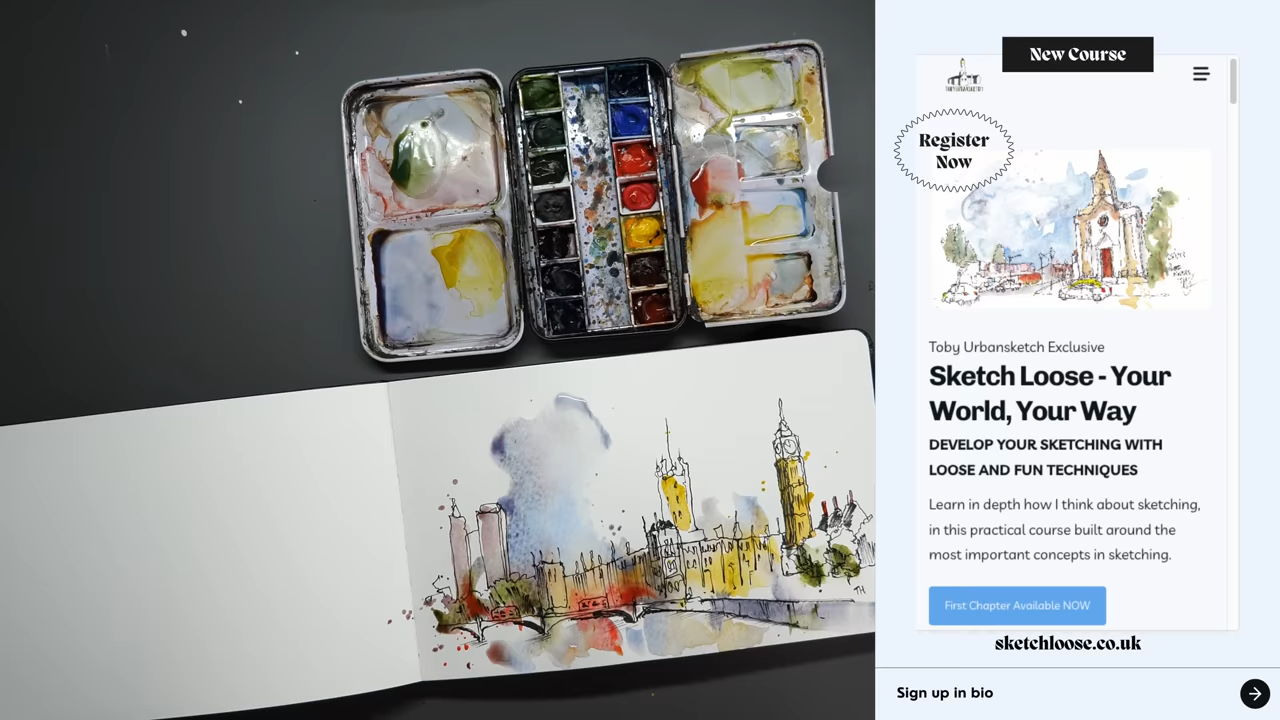 New Course
Register
Now
Toby Urbansketch Exclusive
Sketch Loose - Your
World, Your Way
DEVELOP YOUR SKETCHING WITH
LOOSE AND FUN TECHNIQUES
Learn in depth how I think about sketching,
in this practical course built around the
most important concepts in sketching.
First Chapter Available NOW
sketchloose.co.uk
Sign up in bio
TH